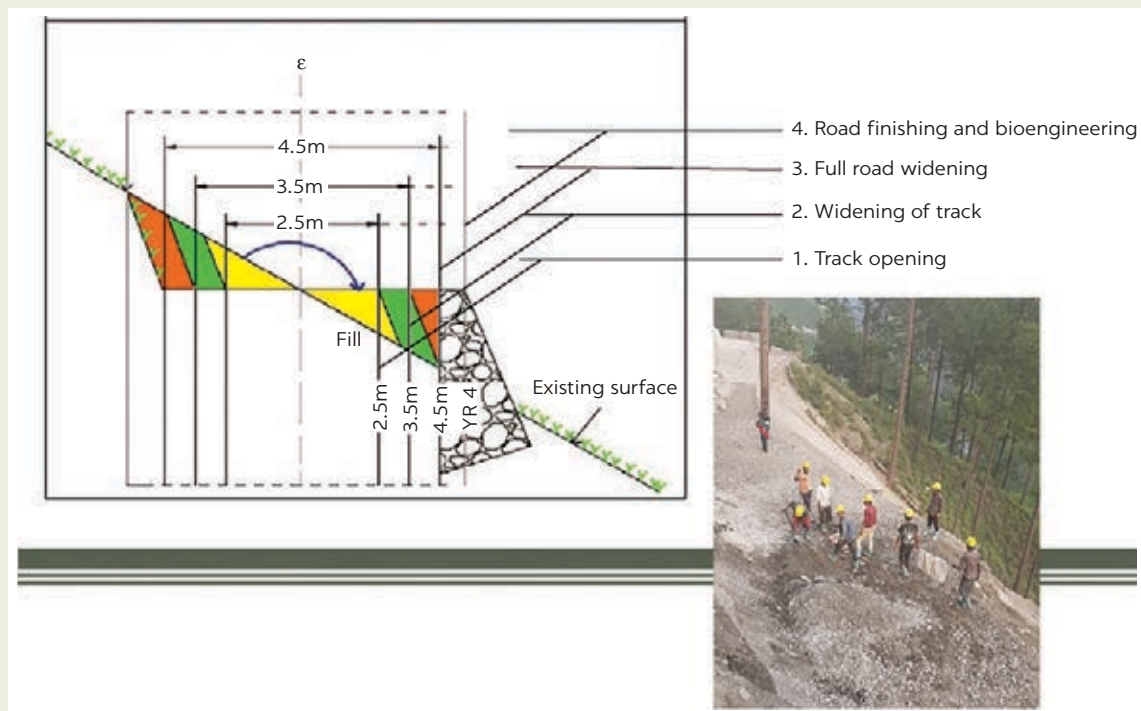 ε
4.5m
3.5m
2.5m
4. Road finishing and bioengineering
3. Full road widening
2. Widening of track
1. Track opening
Fill
2.5m
3.5m
4.5m
YR 4
Existing surface